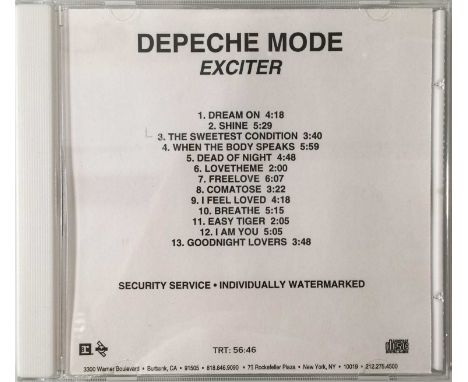 DEPECHE MODE
EXCITER
1. DREAM ON 4:18
2. SHINE 5:29
3. THE SWEETEST CONDITION 3:40
4. WHEN THE BODY SPEAKS 5:59
5. DEAD OF NIGHT 4:48
6. LOVETHEME 2:00
7. FREELOVE 6:07
8. COMATOSE 3:22
9. I FEEL LOVED 4:18
10. BREATHE 5:15
11. EASY TIGER 2:05
12. I AM YOU 5:05
13. GOODNIGHT LOVERS 3:48
SECURITY SERVICE • INDIVIDUALLY WATERMARKED
TRT: 56:46
3300 Warner Boulevard • Burbank, CA • 91505 • 818.846.9090 • 75 Rockefeller Plaza • New York, NY • 10019 • 212.275.4500